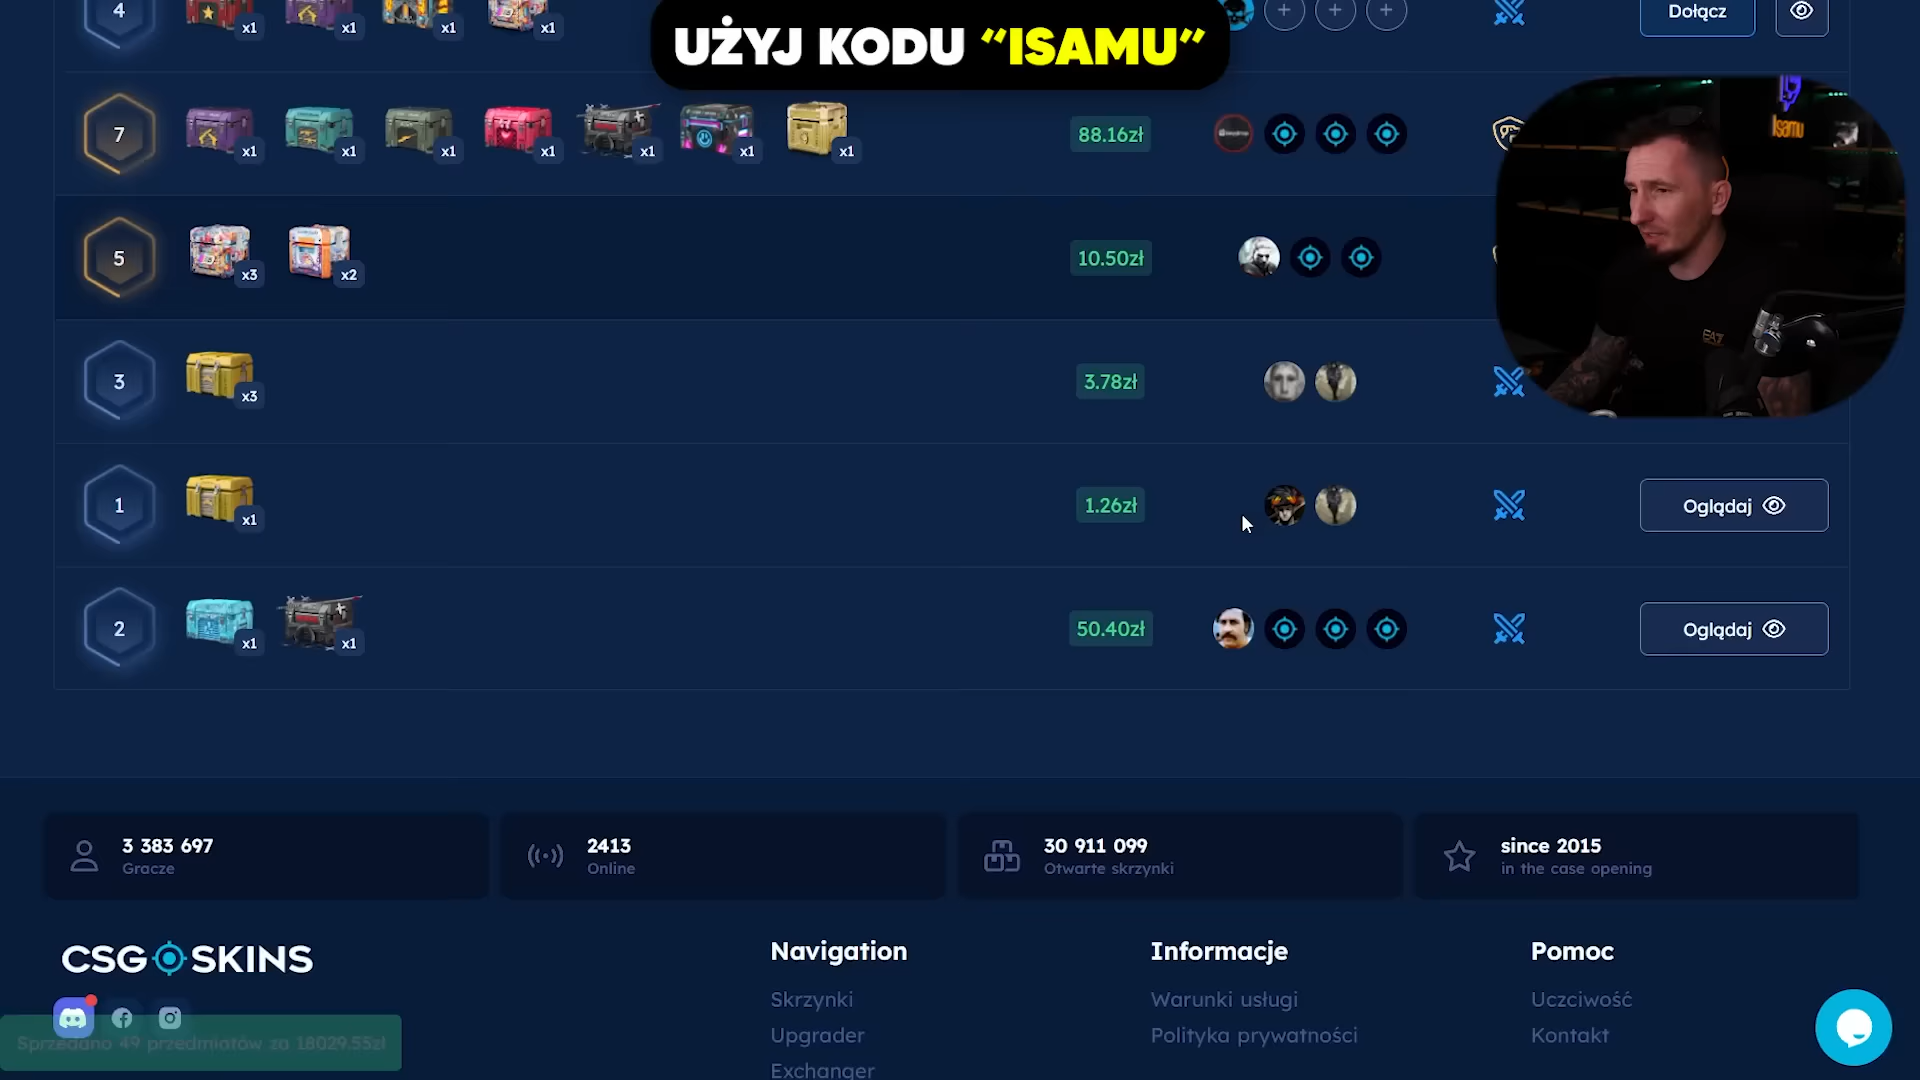 4
x1
x1
x1
x1
Dołącz
UŻYJ KODU “ISAMU”
7
x1
x1
x1
x1
x1
x1
x1
88.16zł
Isamu
5
x3
x2
10.50zł
EA7
3
x3
3.78zł
1
x1
1.26zł
Oglądaj
2
x1
x1
50.40zł
Oglądaj
3 383 697
Gracze
2413
Online
30 911 099
Otwarte skrzynki
since 2015
in the case opening
CSGOSKINS
Navigation
Skrzynki
Upgrader
Exchanger
Informacje
Warunki usługi
Polityka prywatności
Pomoc
Uczciwość
Kontakt
Sprzedano 49 przedmiotów za 18029.55zł